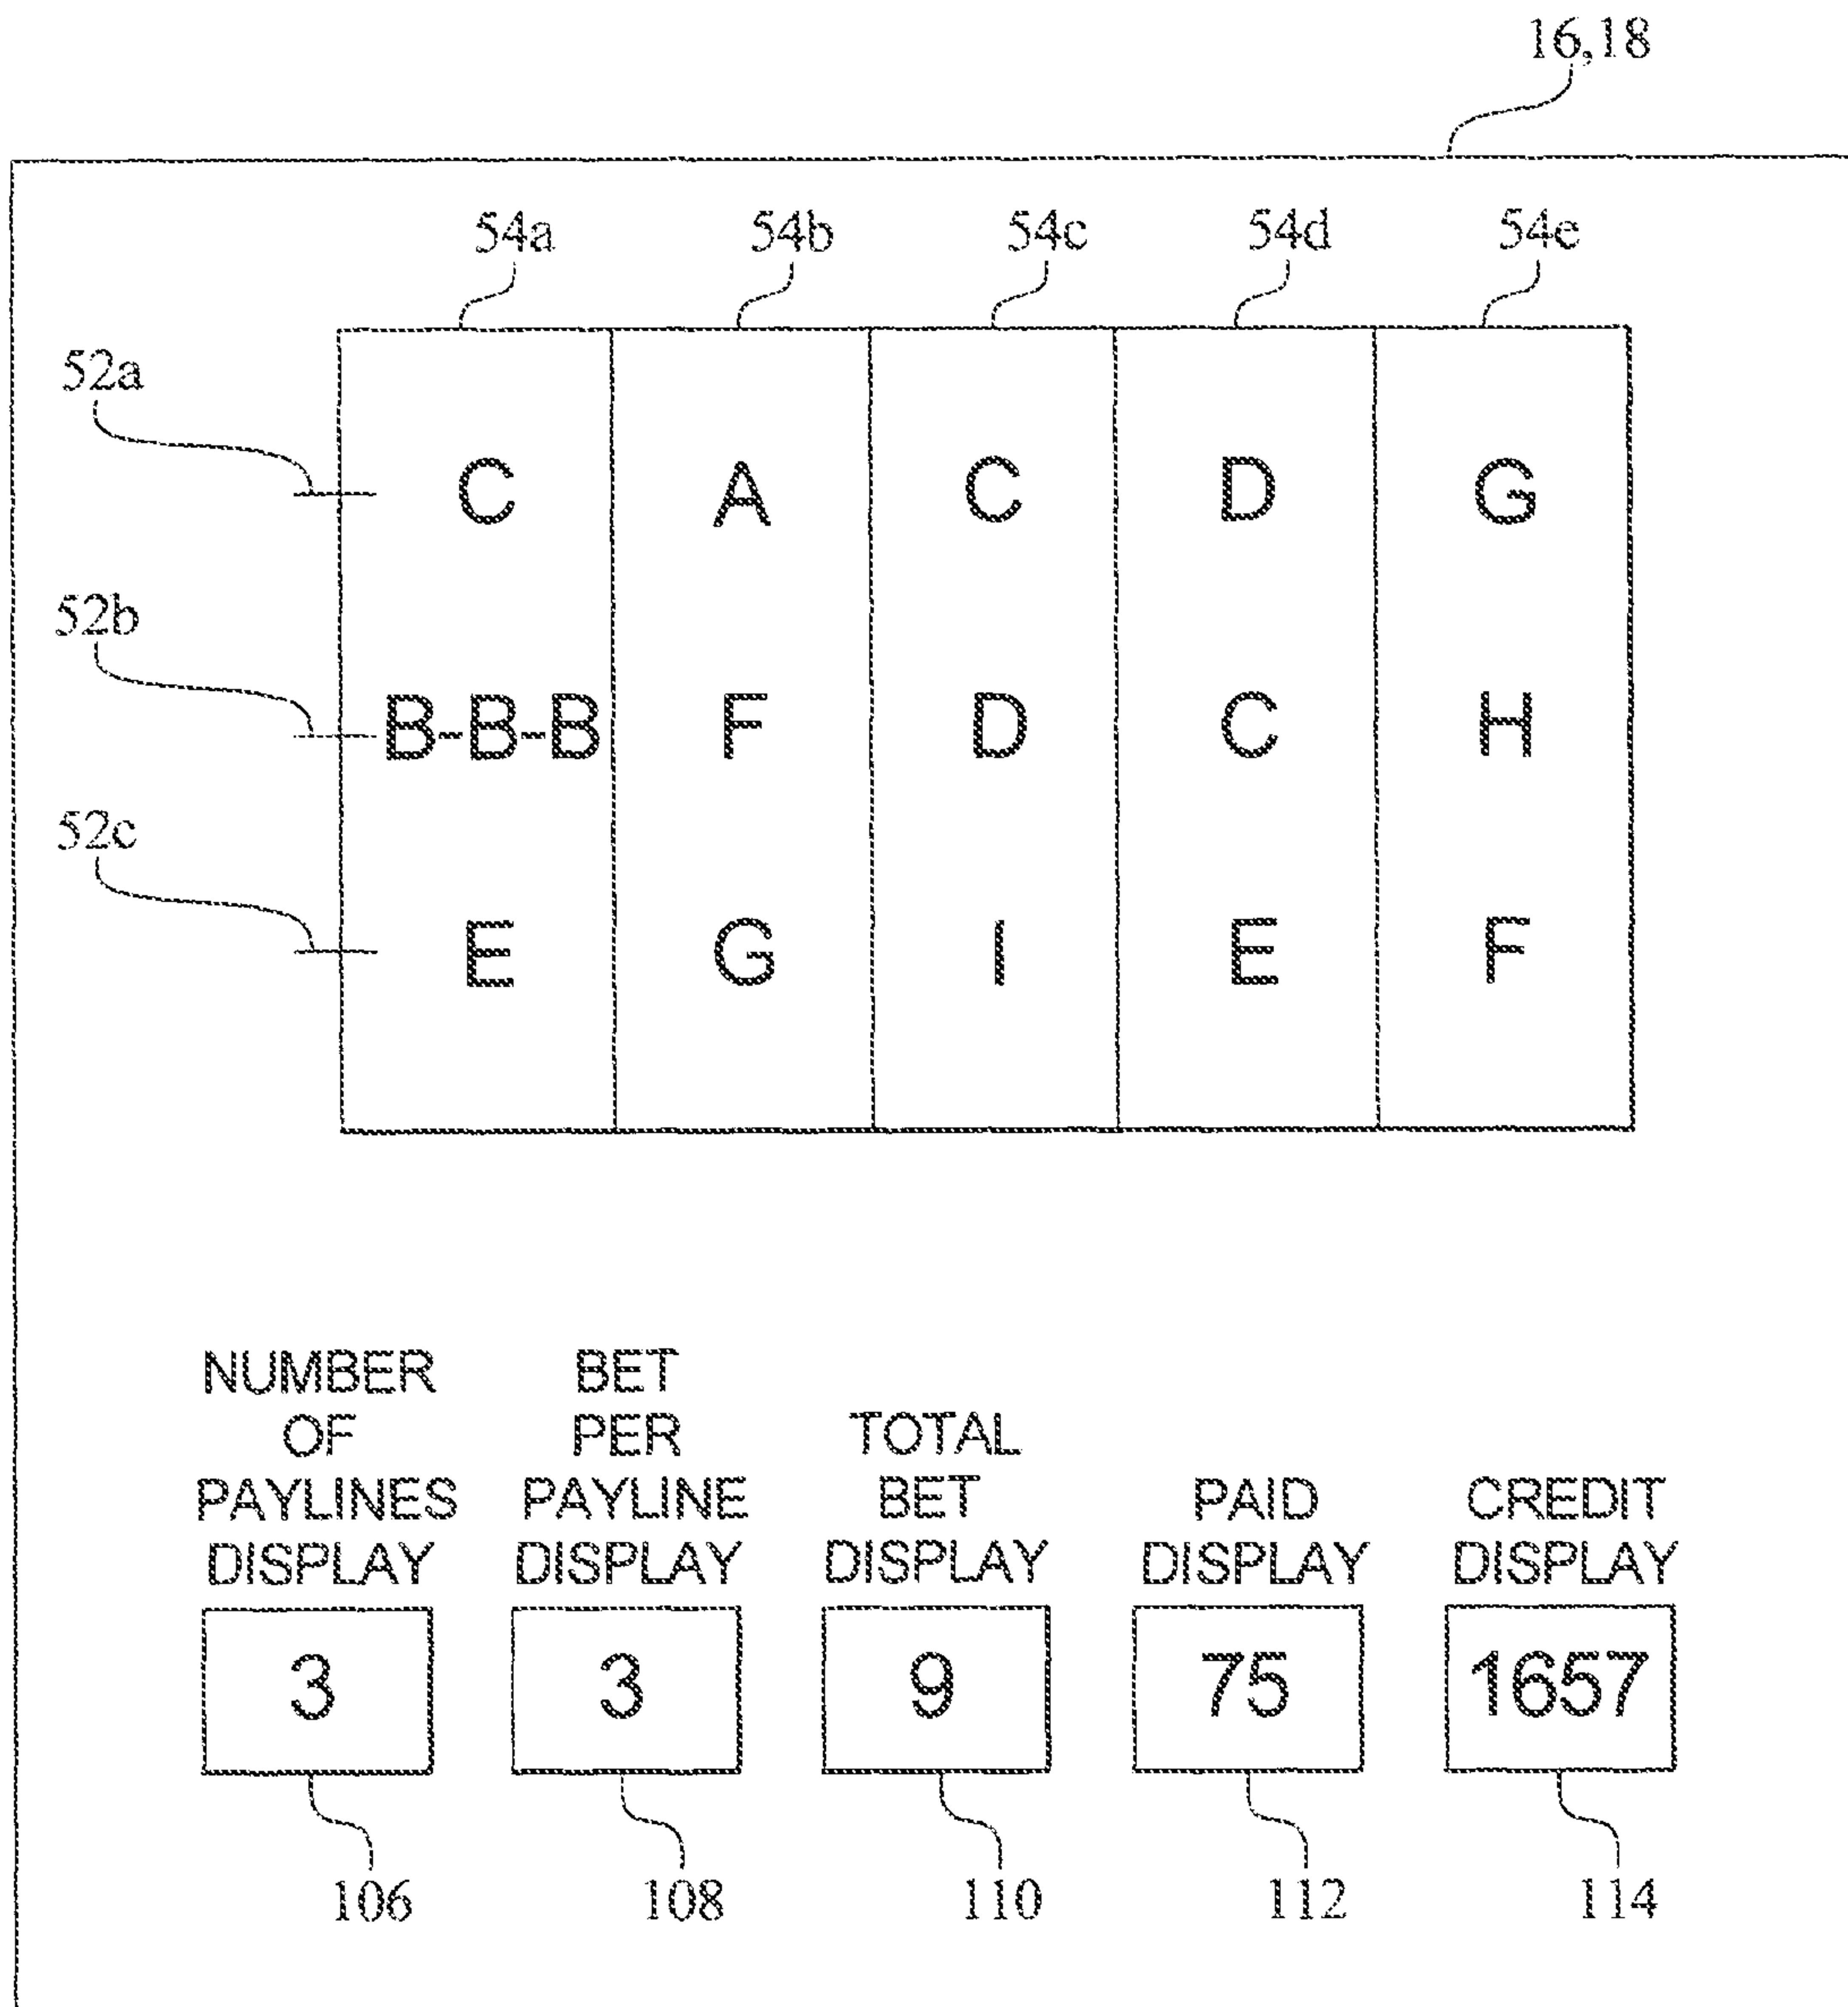 16,18
54a 54b 54c 54d 54e
52a
C A C D G
52b
B-B-B F D C H
52c
E G I E F
NUMBER OF PAYLINES DISPLAY
BET PER PAYLINE DISPLAY
TOTAL BET DISPLAY
PAID DISPLAY
CREDIT DISPLAY
3 3 9 75 1657
106 108 110 112 114